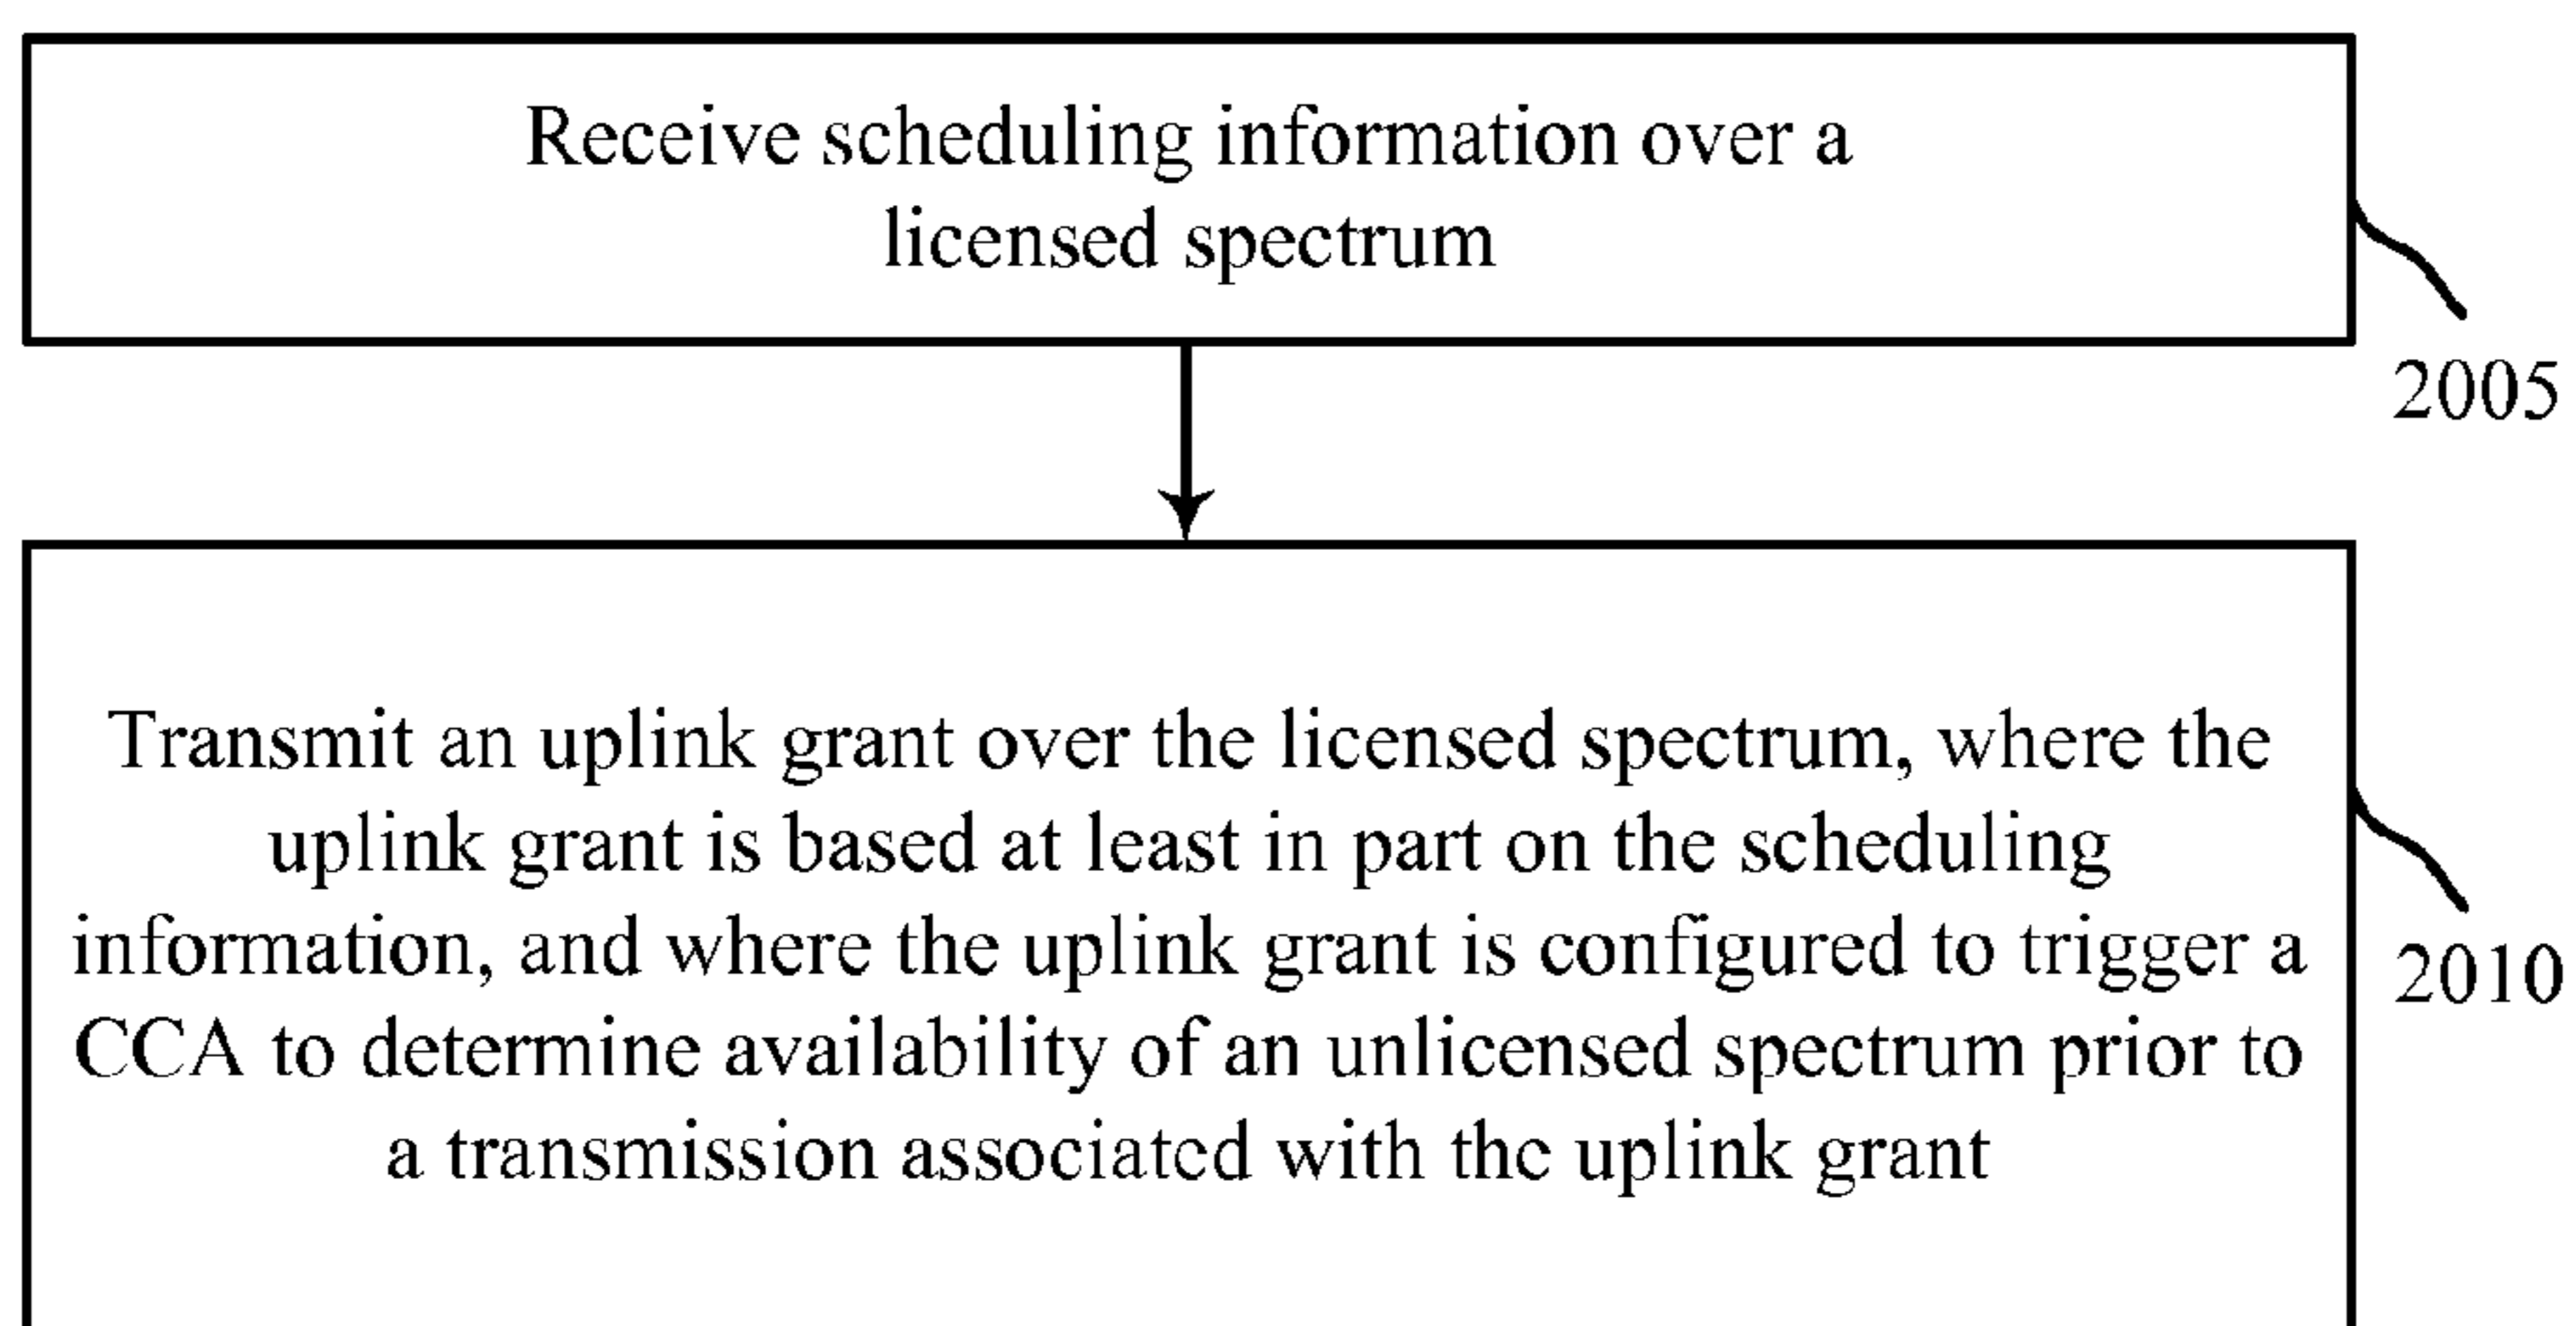 Receive scheduling information over a
licensed spectrum
2005
Transmit an uplink grant over the licensed spectrum, where the
uplink grant is based at least in part on the scheduling
information, and where the uplink grant is configured to trigger a
CCA to determine availability of an unlicensed spectrum prior to
a transmission associated with the uplink grant
2010